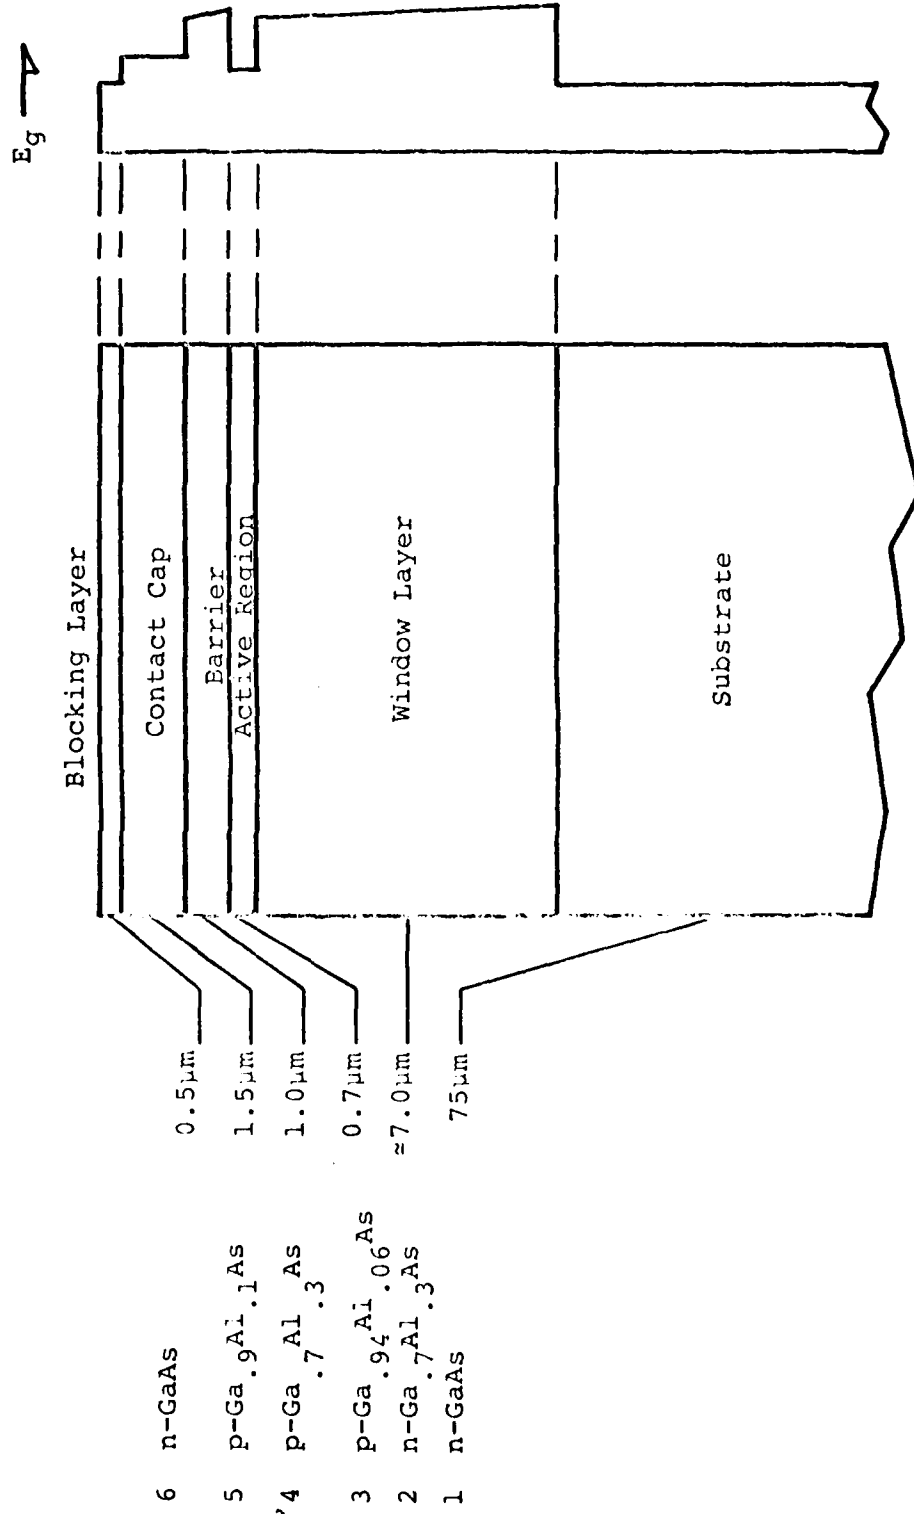 6 n-GaAs 0.5µm Blocking Layer
5 p-Ga.9Al.1As 1.5µm Contact Cap
'4 p-Ga.7Al.3As 1.0µm Barrier
3 p-Ga.94Al.06As 0.7µm Active Region
2 n-Ga.7Al.3As ≃7.0µm Window Layer
1 n-GaAs 75µm Substrate
Eg